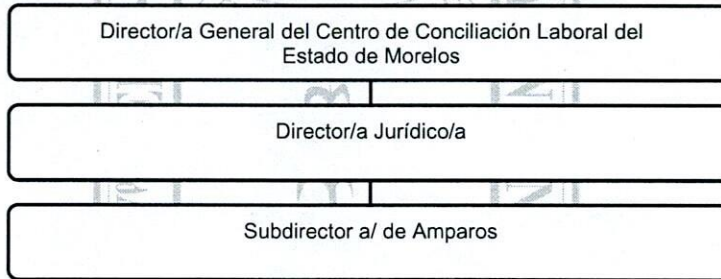 Director/a General del Centro de Conciliación Laboral del
Estado de Morelos
Director/a Jurídico/a
Subdirector a/ de Amparos